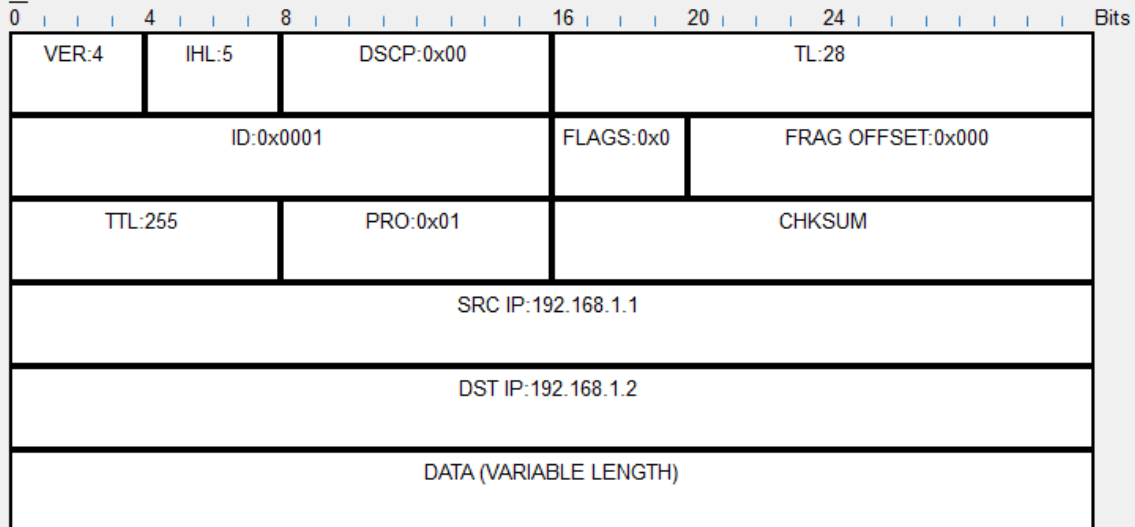 0 4 8 16 20 24 Bits
VER:4 IHL:5 DSCP:0x00 TL:28
ID:0x0001 FLAGS:0x0 FRAG OFFSET:0x000
TTL:255 PRO:0x01 CHKSUM
SRC IP:192.168.1.1
DST IP:192.168.1.2
DATA (VARIABLE LENGTH)